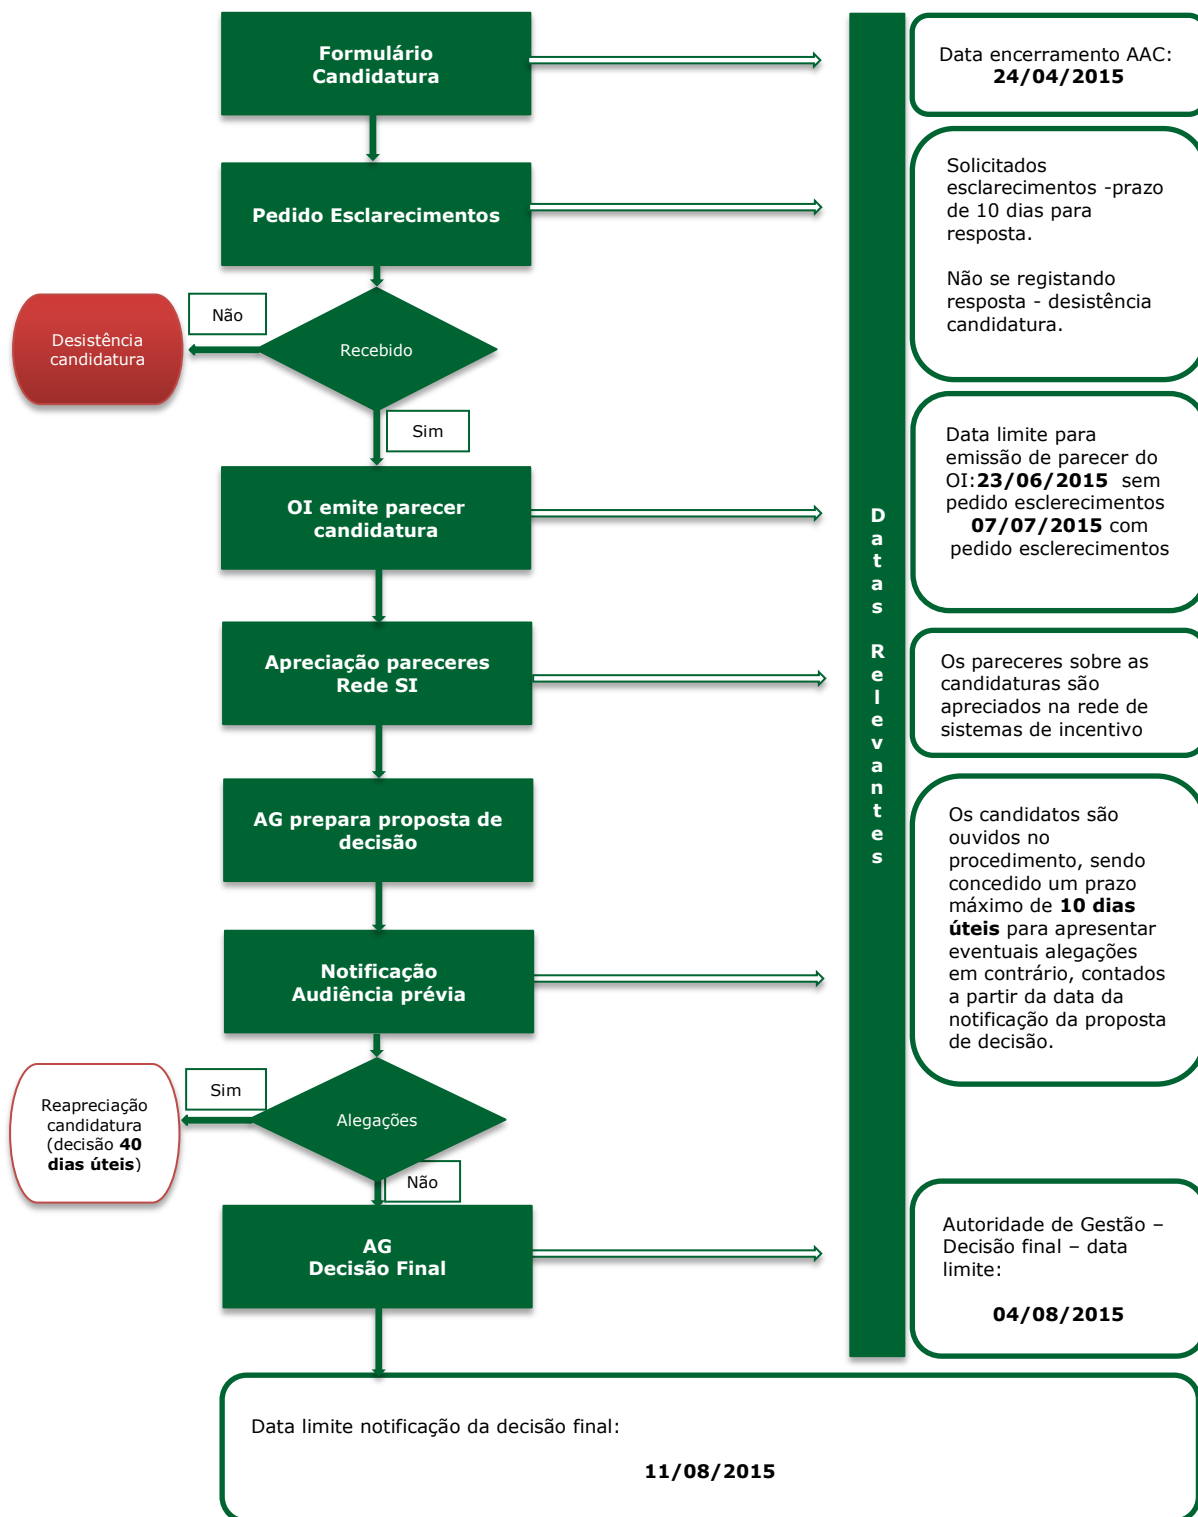 Formulário
Candidatura
Data encerramento AAC:
24/04/2015
Pedido Esclarecimentos
Solicitados
esclarecimentos -prazo
de 10 dias para
resposta.
Não se registando
resposta - desistência
candidatura.
Não
Desistência
candidatura
Recebido
Sim
OI emite parecer
candidatura
Data limite para
emissão de parecer do
OI:23/06/2015 sem
pedido esclerecimentos
07/07/2015 com
pedido esclerecimentos
Datas Relevantes
Apreciação pareceres
Rede SI
Os pareceres sobre as
candidaturas são
apreciados na rede de
sistemas de incentivo
AG prepara proposta de
decisão
Os candidatos são
ouvidos no
procedimento, sendo
concedido um prazo
máximo de 10 dias
úteis para apresentar
eventuais alegações
em contrário, contados
a partir da data da
notificação da proposta
de decisão.
Notificação
Audiência prévia
Sim
Reapreciação
candidatura
(decisão 40
dias úteis)
Alegações
Não
AG
Decisão Final
Autoridade de Gestão –
Decisão final – data
limite:
04/08/2015
Data limite notificação da decisão final:
11/08/2015